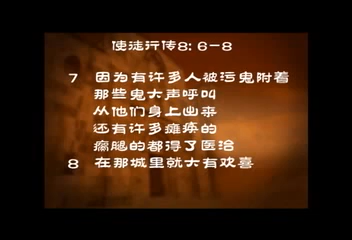 使徒行传8: 6-8
7 因为有许多人被污鬼附着
那些鬼大声呼叫
从他们身上出来
还有许多瘫痪的
瘸腿的都得了医治
8 在那城里就大有欢喜